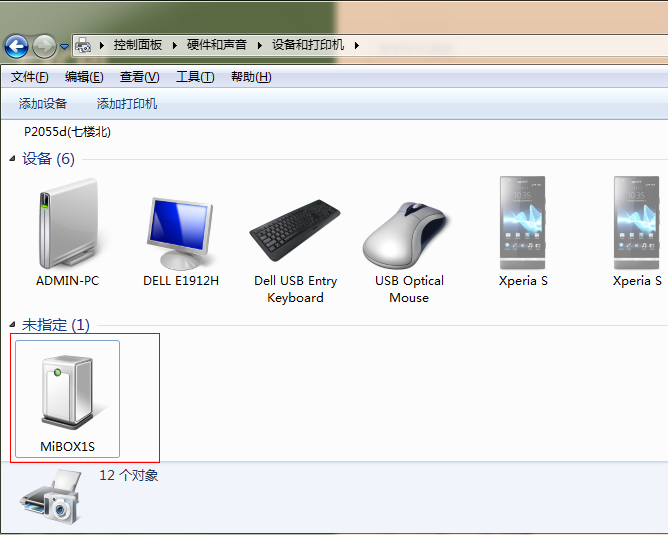 控制面板 硬件和声音 设备和打印机
文件(F) 编辑(E) 查看(V) 工具(T) 帮助(H)
添加设备 添加打印机
P2055d(七楼北)
设备 (6)
ADMIN-PC
DELL E1912H
Dell USB Entry
Keyboard
USB Optical
Mouse
Xperia S
Xperia S
未指定 (1)
MiBOX1S
12 个对象